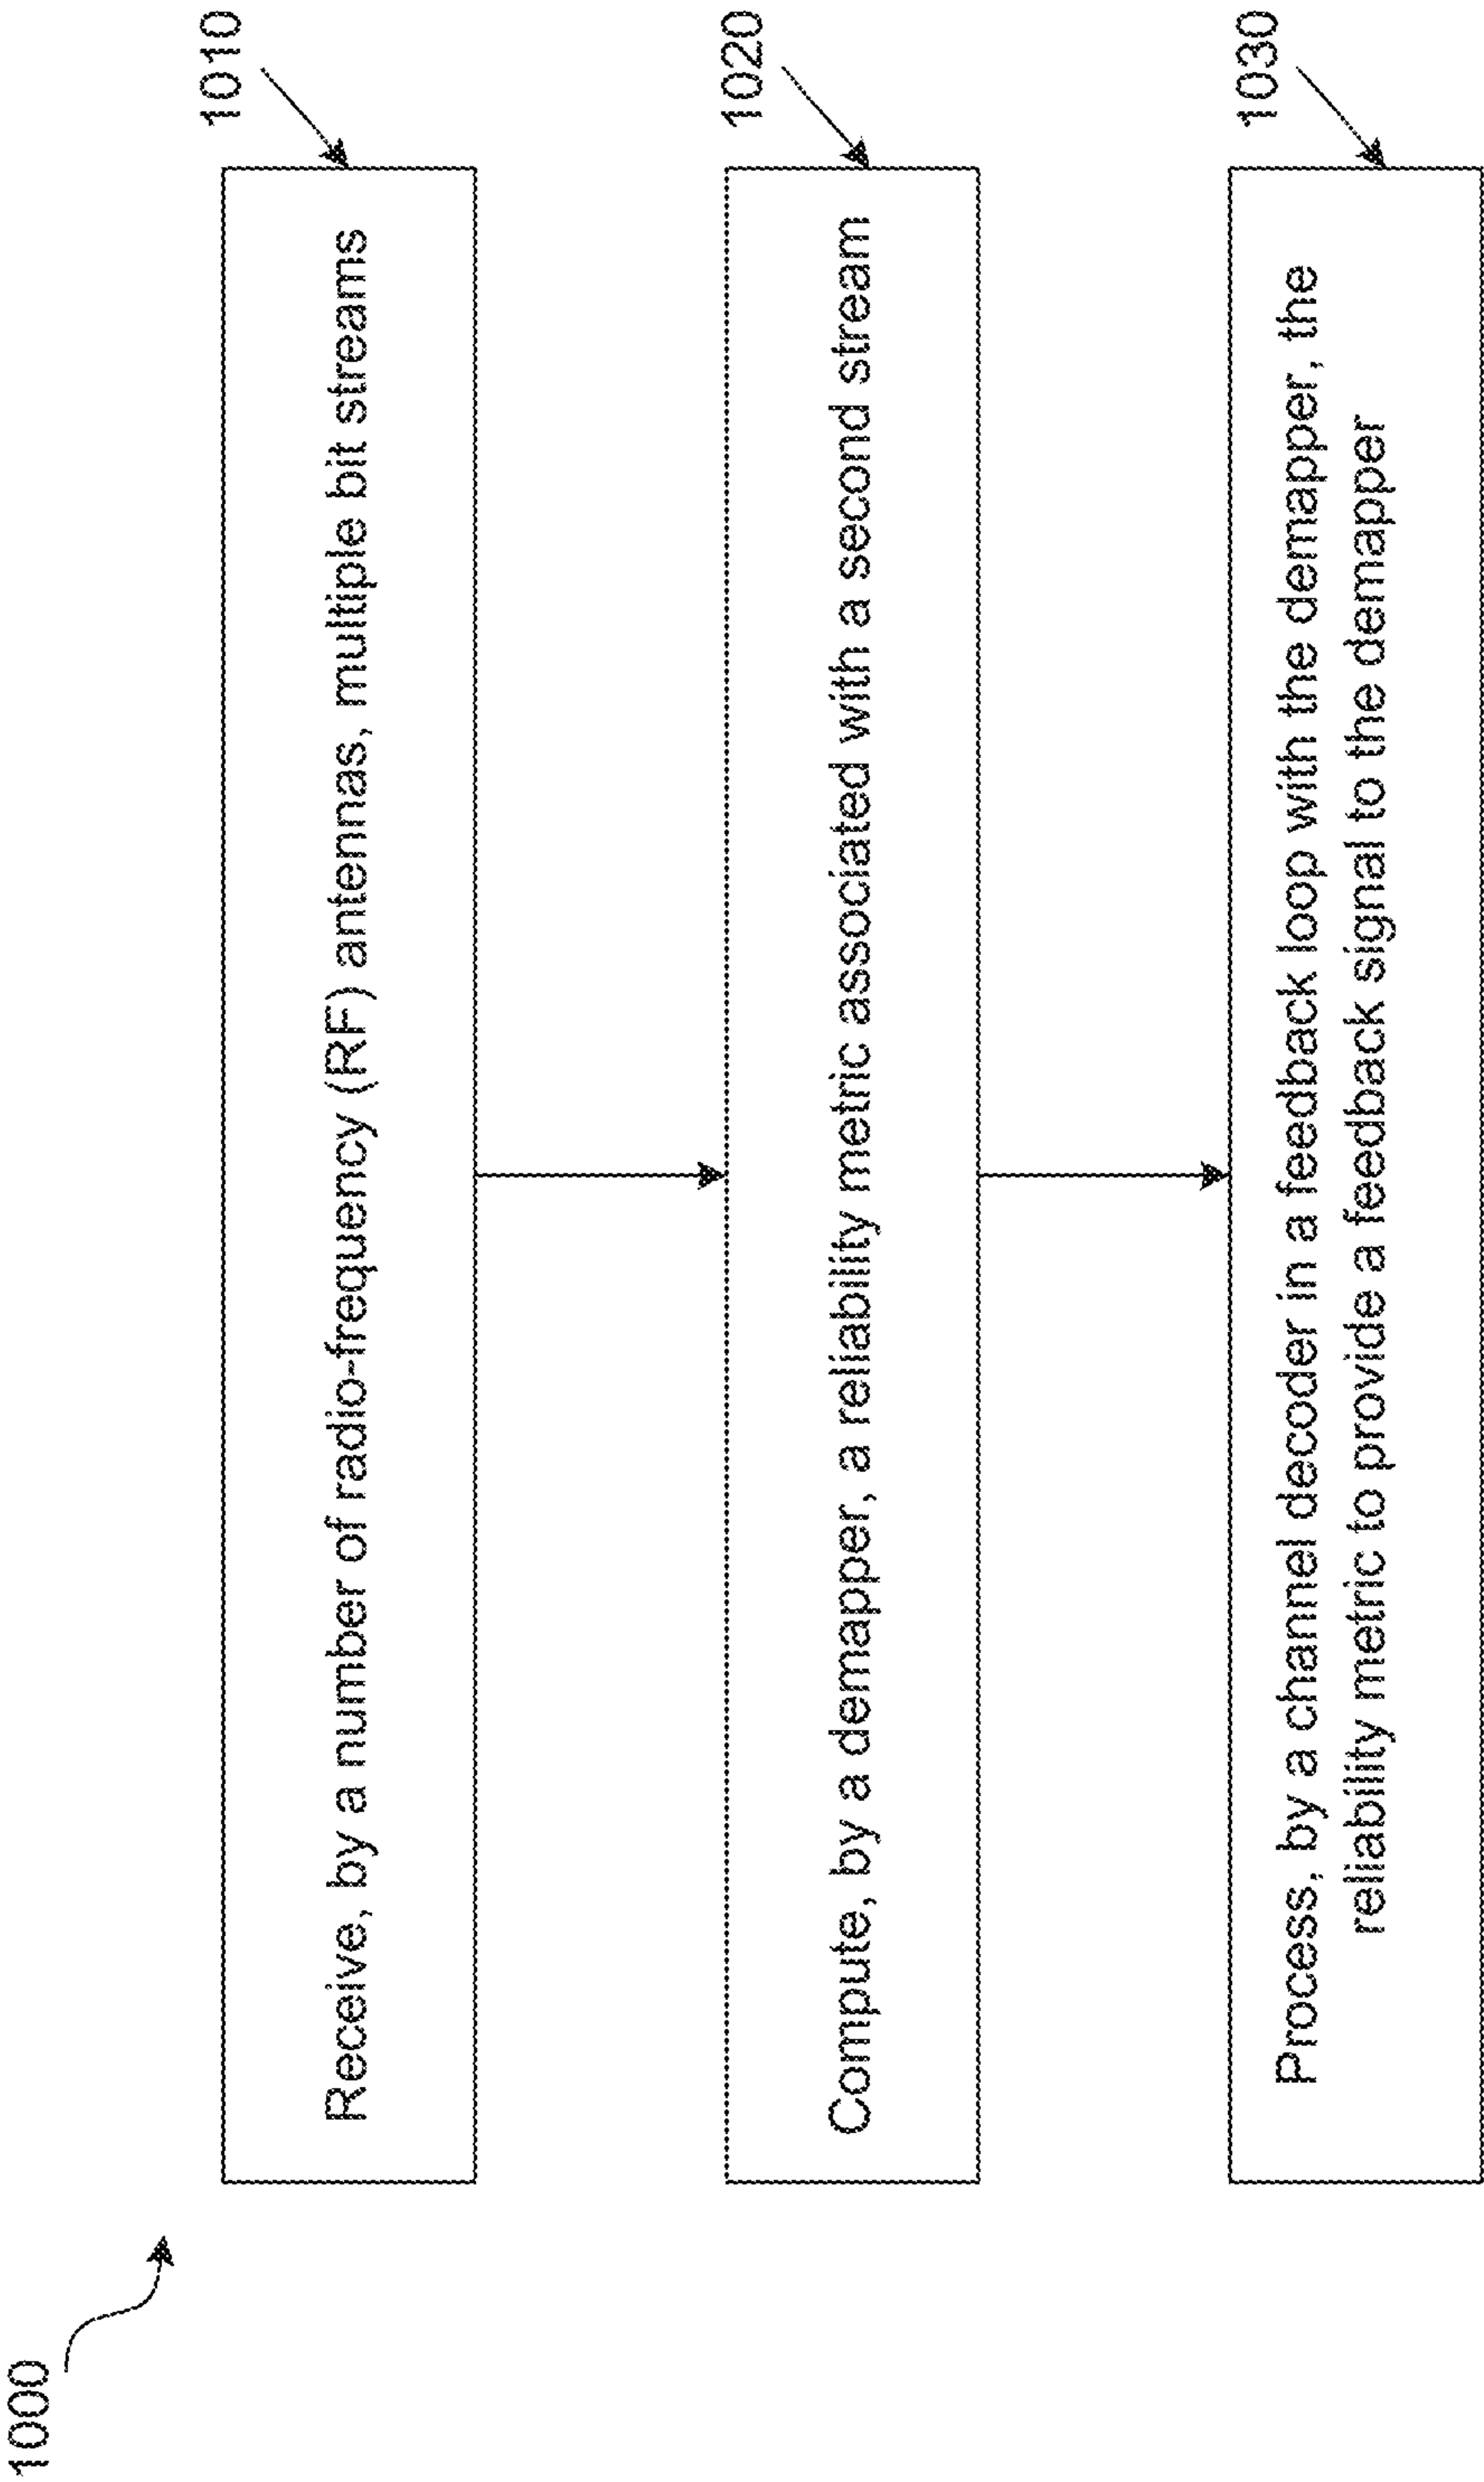 1000
1010
Receive, by a number of radio-frequency (RF) antennas, multiple bit streams
1020
Compute, by a demapper, a reliability metric associated with a second stream
1030
Process, by a channel decoder in a feedback loop with the demapper, the
reliability metric to provide a feedback signal to the demapper